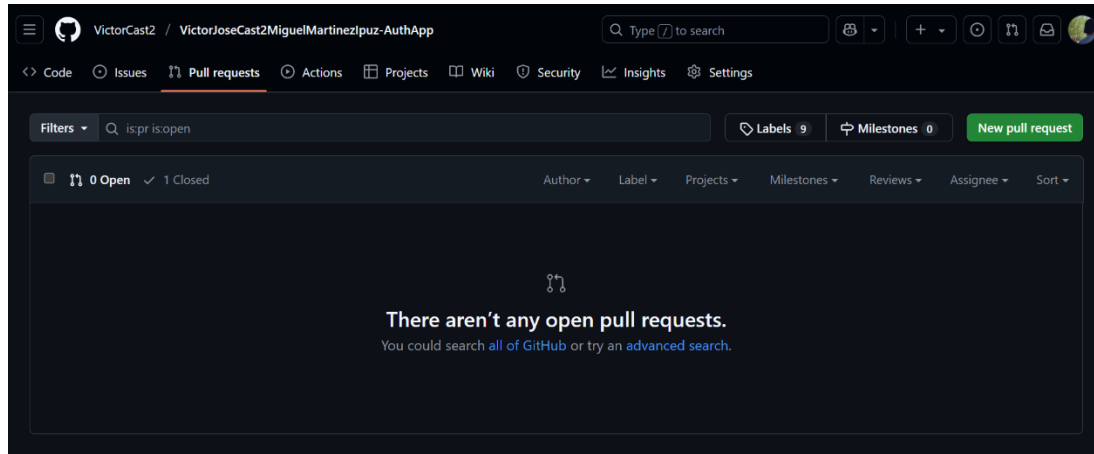 VictorCast2 / VictorJoseCast2MiguelMartinezIpuz-AuthApp Type / to search
Code Issues Pull requests Actions Projects Wiki Security Insights Settings
Filters is:pr is:open Labels 9 Milestones 0 New pull request
0 Open 1 Closed Author Label Projects Milestones Reviews Assignee Sort
There aren't any open pull requests.
You could search all of GitHub or try an advanced search.